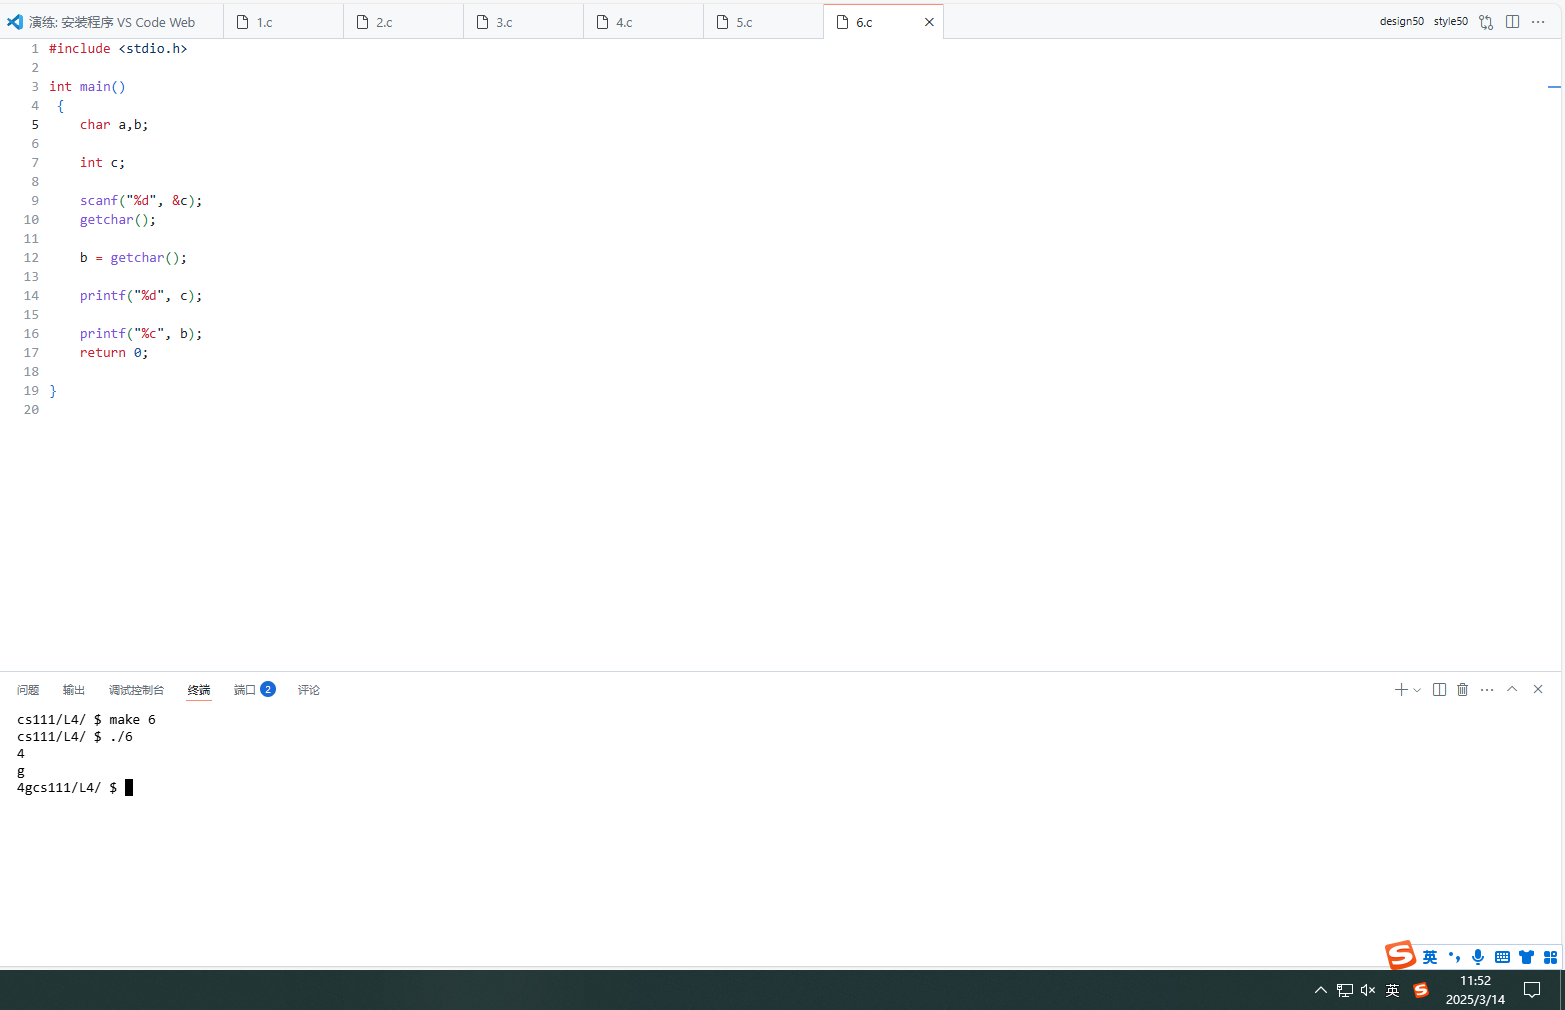 演练: 安装程序 VS Code Web 1.c 2.c 3.c 4.c 5.c 6.c design50 style50
1 #include <stdio.h>
2
3 int main()
4 {
5 char a,b;
6
7 int c;
8
9 scanf("%d", &c);
10 getchar();
11
12 b = getchar();
13
14 printf("%d", c);
15
16 printf("%c", b);
17 return 0;
18
19 }
20
问题 输出 调试控制台 终端 端口 2 评论
cs111/L4/ $ make 6
cs111/L4/ $ ./6
4
g
4gcs111/L4/ $
S 英
英 S 11:52
2025/3/14